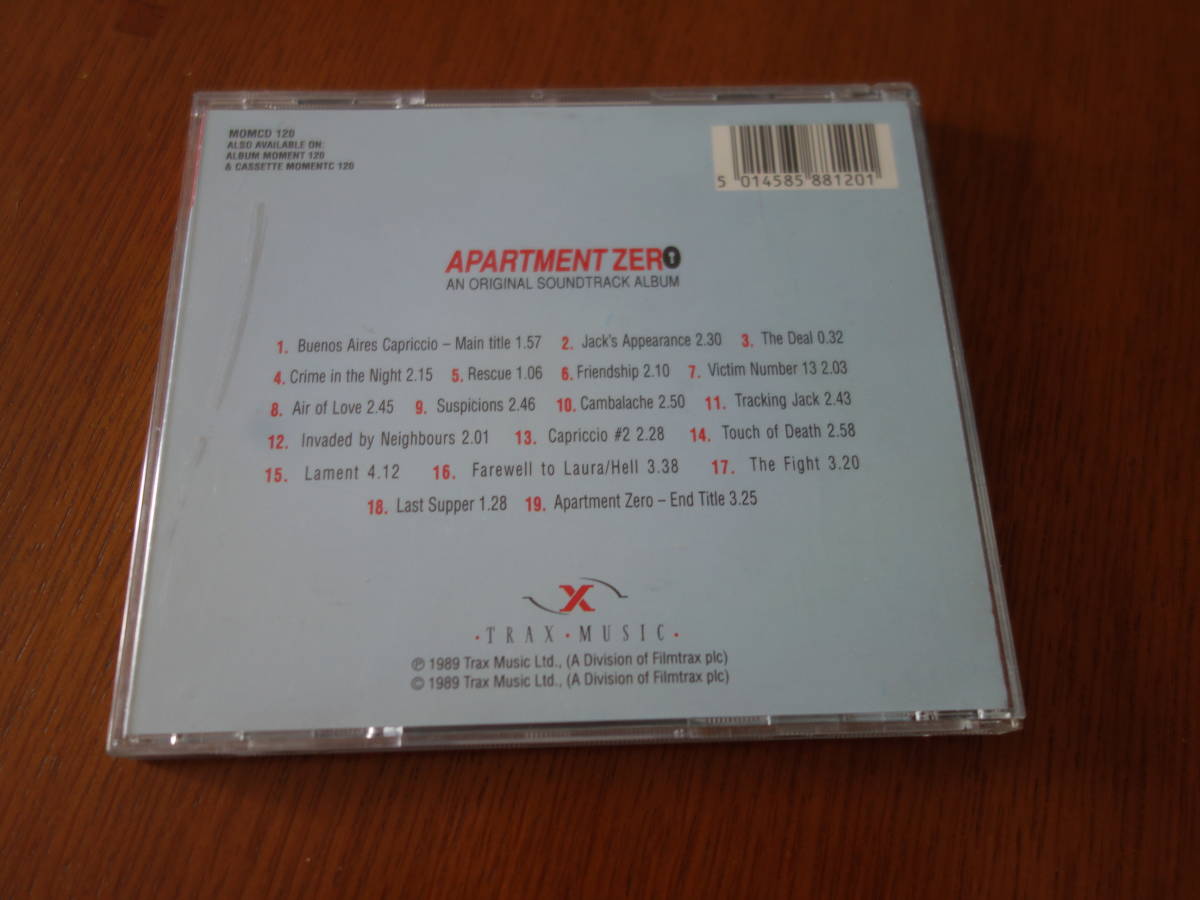 MOMCD 120
ALSO AVAILABLE ON:
ALBUM MOMENT 120
& CASSETTE MOMENTC 120
5 014585 881201
APARTMENT ZERO
AN ORIGINAL SOUNDTRACK ALBUM
1. Buenos Aires Capriccio – Main title 1.57 2. Jack's Appearance 2.30 3. The Deal 0.32
4. Crime in the Night 2.15 5. Rescue 1.06 6. Friendship 2.10 7. Victim Number 13 2.03
8. Air of Love 2.45 9. Suspicions 2.46 10. Cambalache 2.50 11. Tracking Jack 2.43
12. Invaded by Neighbours 2.01 13. Capriccio #2 2.28 14. Touch of Death 2.58
15. Lament 4.12 16. Farewell to Laura/Hell 3.38 17. The Fight 3.20
18. Last Supper 1.28 19. Apartment Zero – End Title 3.25
X
·TRAX·MUSIC·
℗ 1989 Trax Music Ltd., (A Division of Filmtrax plc)
© 1989 Trax Music Ltd., (A Division of Filmtrax plc)